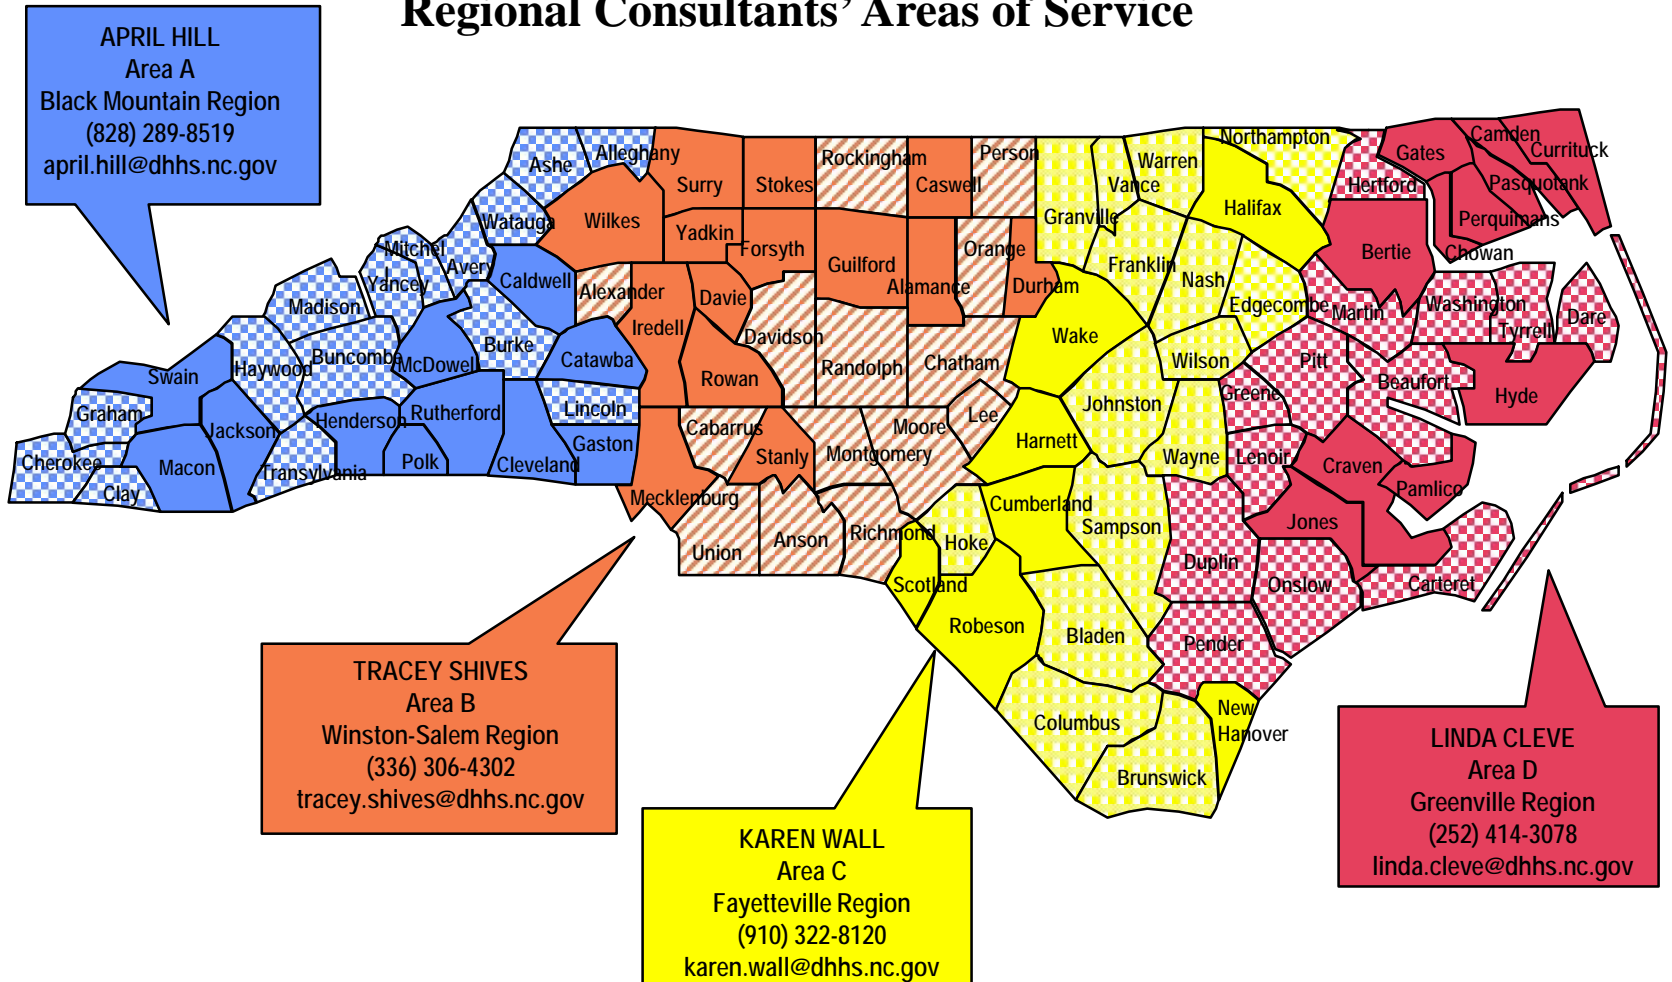 Regional Consultants’ Areas of Service
APRIL HILL
Area A
Black Mountain Region
(828) 289-8519
april.hill@dhhs.nc.gov
Ashe
Alleghany
Surry
Stokes
Rockingham
Caswell
Person
Granville
Vance
Warren
Northampton
Halifax
Hertford
Gates
Camden
Currituck
Pasquotank
Perquimans
Chowan
Bertie
Watauga
Wilkes
Yadkin
Forsyth
Guilford
Alamance
Orange
Durham
Franklin
Nash
Edgecombe
Martin
Washington
Tyrrell
Dare
Mitchel
Avery
Yancey
Madison
Caldwell
Alexander
Iredell
Davie
Davidson
Randolph
Chatham
Wake
Wilson
Pitt
Beaufort
Hyde
Swain
Haywood
Buncombe
McDowel
Burke
Catawba
Rowan
Johnston
Greene
Graham
Jackson
Henderson
Rutherford
Lincoln
Cabarrus
Stanly
Montgomery
Moore
Lee
Harnett
Wayne
Lenoir
Craven
Pamlico
Cherokee
Clay
Macon
Transylvania
Polk
Cleveland
Gaston
Mecklenburg
Union
Anson
Richmond
Scotland
Hoke
Cumberland
Sampson
Duplin
Jones
Onslow
Carteret
Robeson
Bladen
Pender
Columbus
Brunswick
New
Hanover
TRACEY SHIVES
Area B
Winston-Salem Region
(336) 306-4302
tracey.shives@dhhs.nc.gov
KAREN WALL
Area C
Fayetteville Region
(910) 322-8120
karen.wall@dhhs.nc.gov
LINDA CLEVE
Area D
Greenville Region
(252) 414-3078
linda.cleve@dhhs.nc.gov